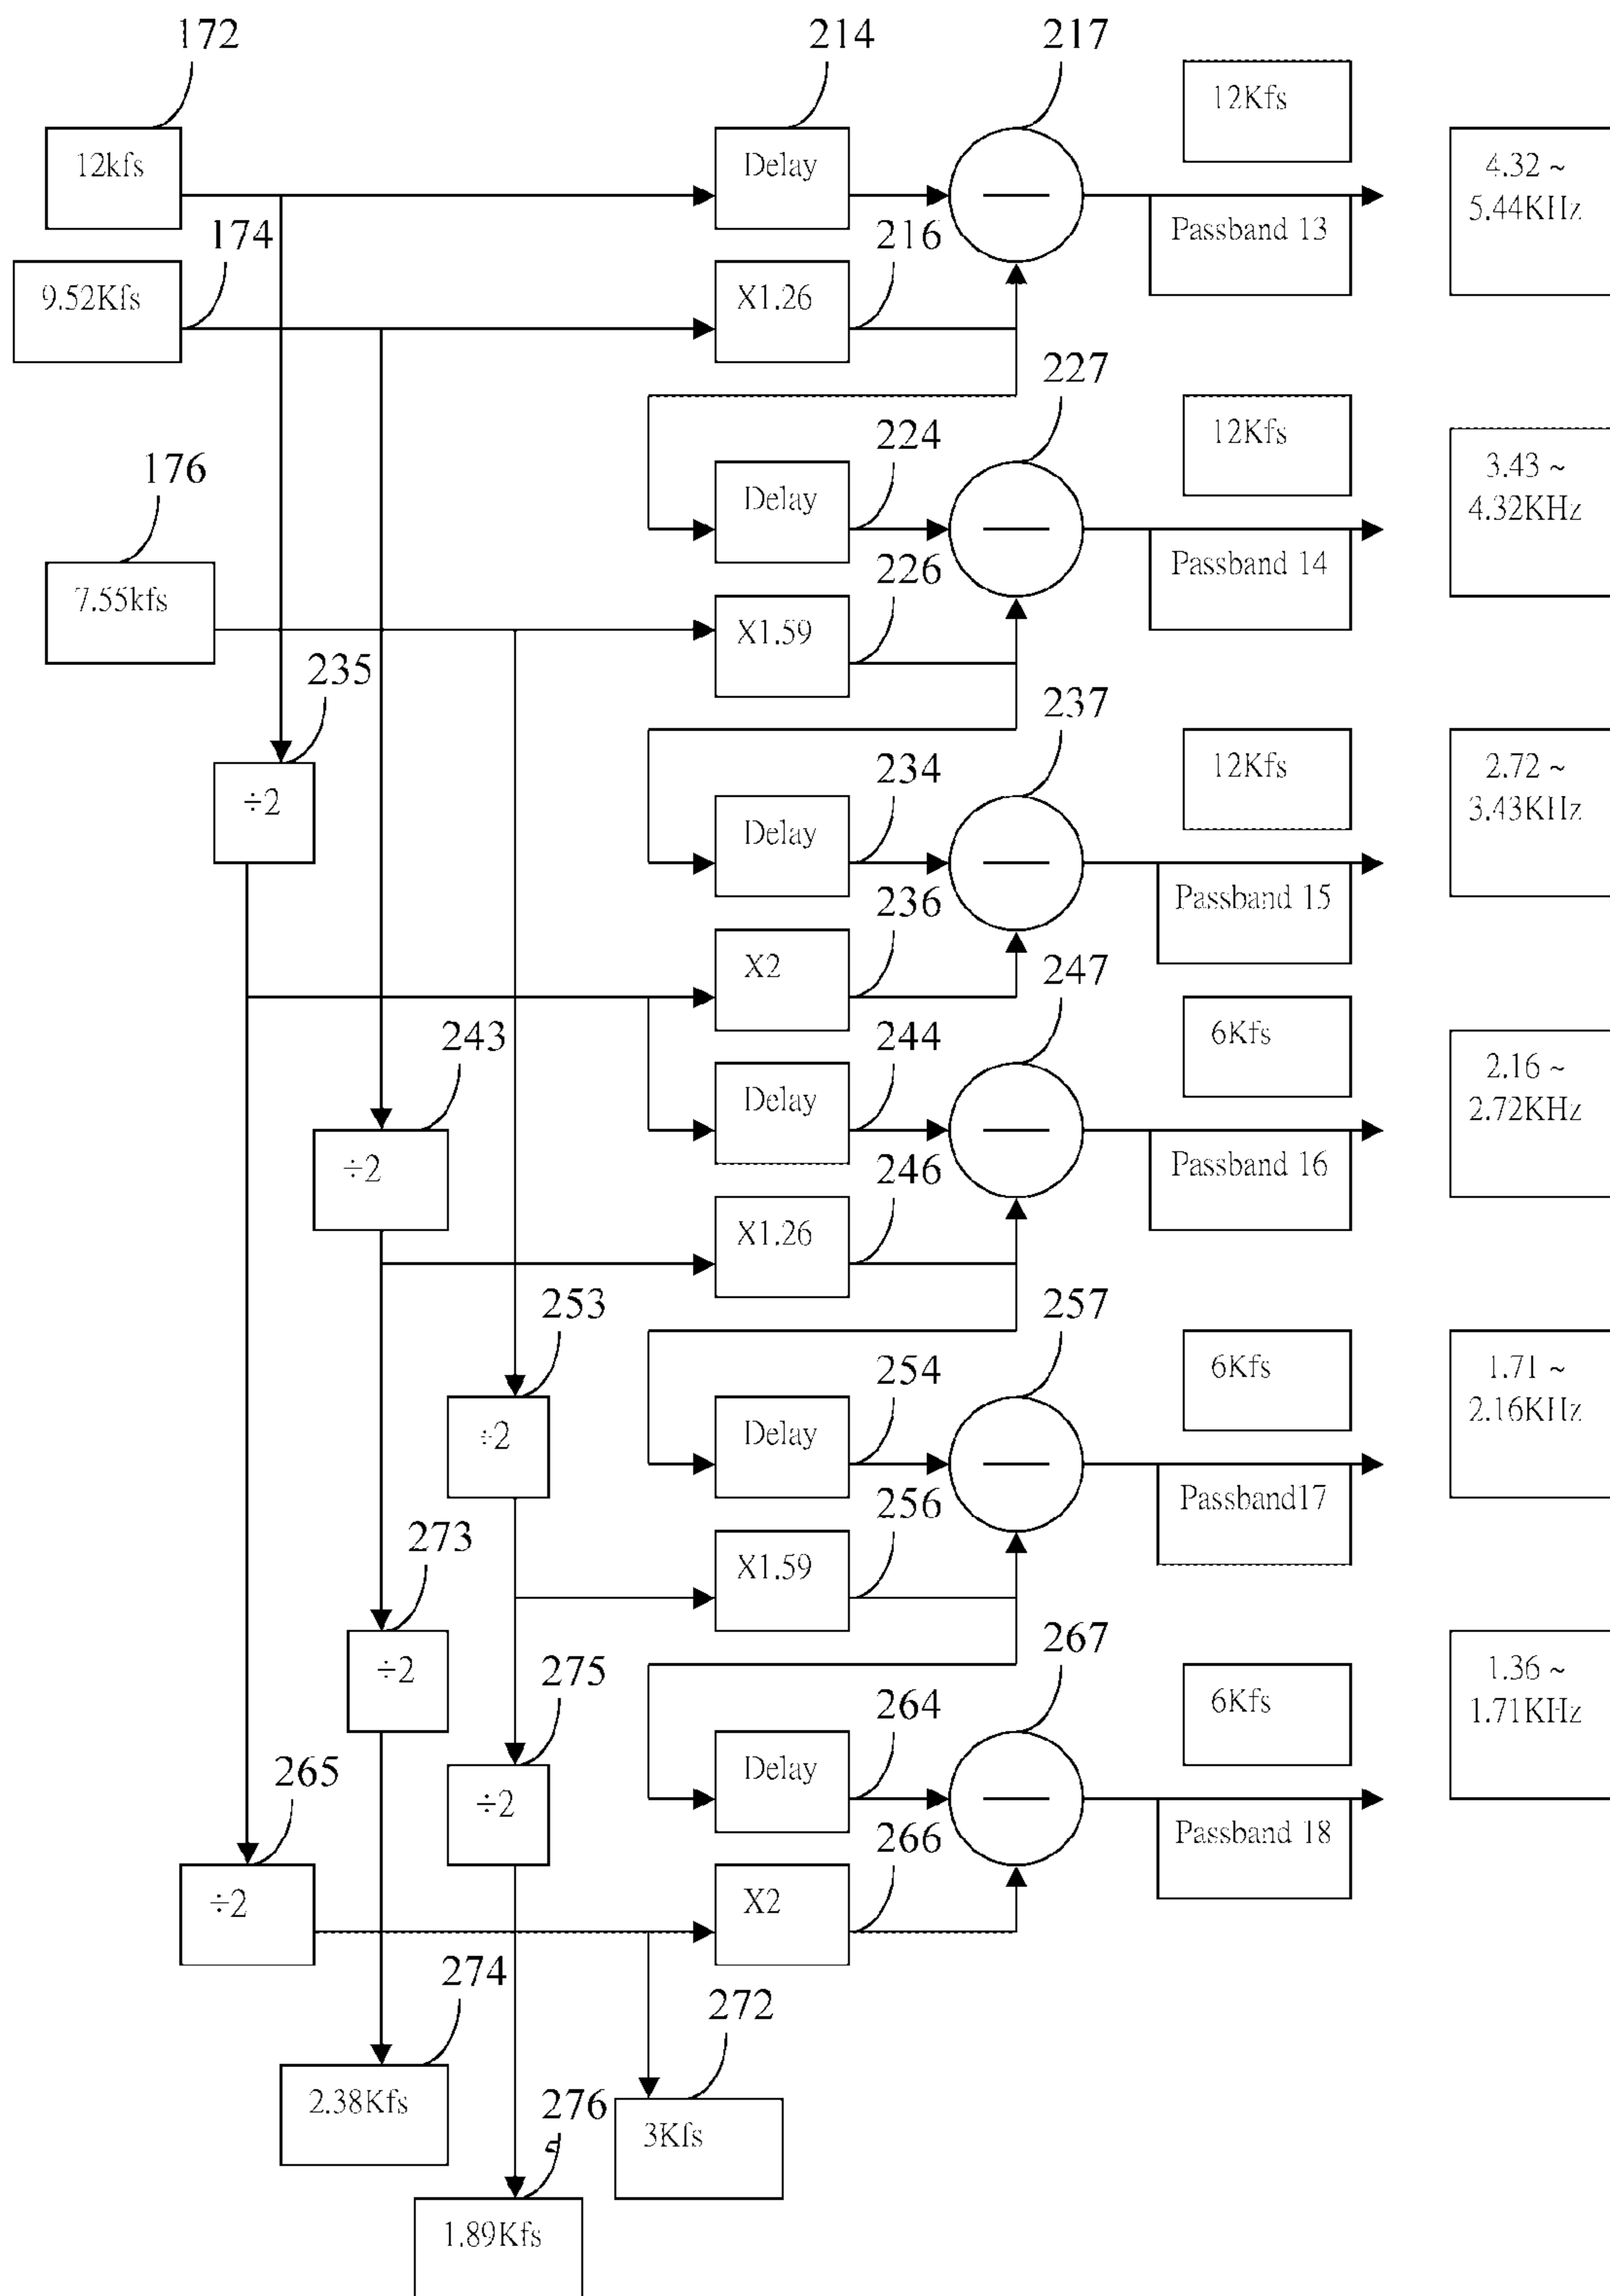 172
214
217
12Kfs
12kfs
Delay
4.32 ~
5.44KHz
174
216
Passband 13
9.52Kfs
X1.26
227
12Kfs
176
224
3.43 ~
4.32KHz
Delay
7.55kfs
226
Passband 14
X1.59
235
237
12Kfs
234
2.72 ~
3.43KHz
÷2
Delay
236
Passband 15
X2
247
243
244
6Kfs
2.16 ~
2.72KHz
Delay
÷2
246
Passband 16
X1.26
253
257
254
6Kfs
1.71 ~
2.16KHz
÷2
Delay
256
Passband17
273
X1.59
267
275
264
6Kfs
1.36 ~
1.71KHz
÷2
265
Delay
÷2
266
Passband 18
÷2
X2
274
272
2.38Kfs
276
3Kfs
1.89Kfs